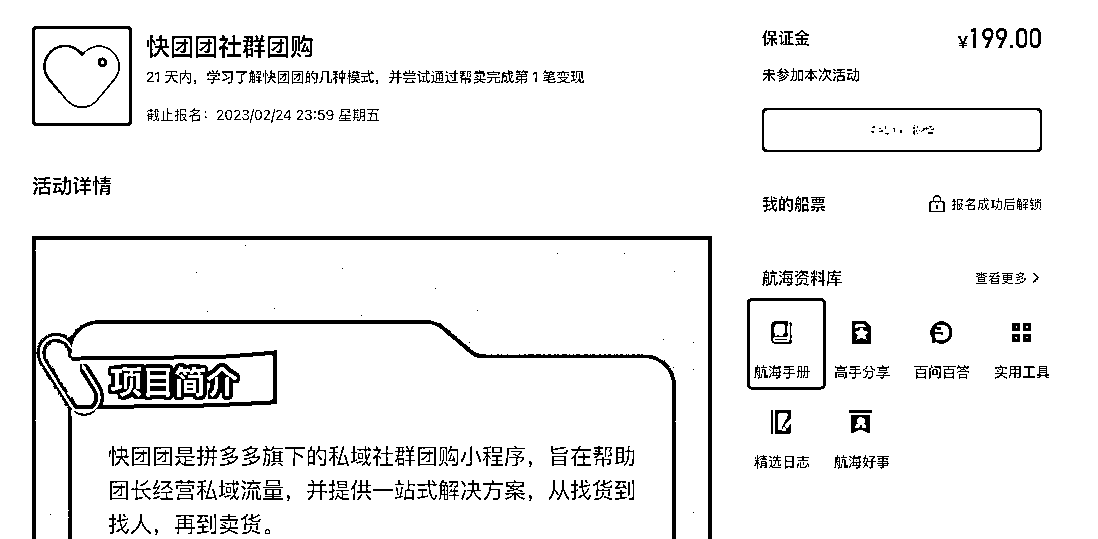 快团团社群团购
21 天内，学习了解快团团的几种模式，并尝试通过帮卖完成第 1 笔变现
截止报名：2023/02/24 23:59 星期五
活动详情
项目简介
快团团是拼多多旗下的私域社群团购小程序，旨在帮助
团长经营私域流量，并提供一站式解决方案，从找货到
找人，再到卖货。
保证金 ¥199.00
未参加本次活动
我的船票 报名成功后解锁
航海资料库 查看更多
航海手册 高手分享 百问百答 实用工具
精选日志 航海好事